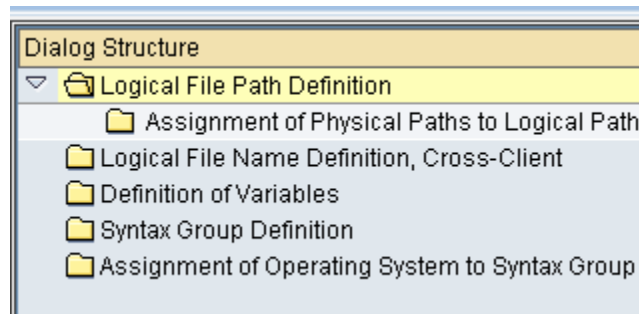 Dialog Structure
Logical File Path Definition
Assignment of Physical Paths to Logical Path
Logical File Name Definition, Cross-Client
Definition of Variables
Syntax Group Definition
Assignment of Operating System to Syntax Group